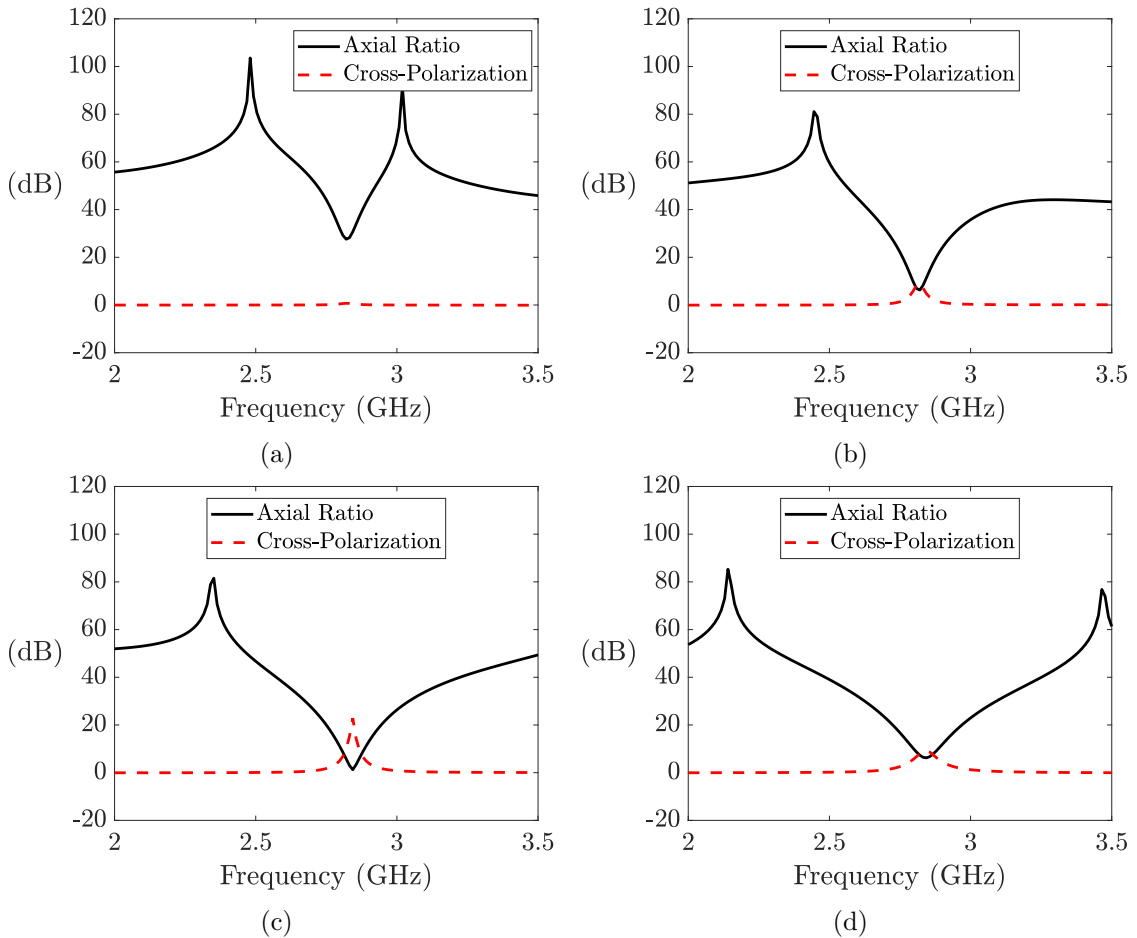 120
100
80
60
40
20
0
-20
(dB)
2
2.5
3
3.5
Frequency (GHz)
Axial Ratio
Cross-Polarization
(a)
120
100
80
60
40
20
0
-20
(dB)
2
2.5
3
3.5
Frequency (GHz)
Axial Ratio
Cross-Polarization
(b)
120
100
80
60
40
20
0
-20
(dB)
2
2.5
3
3.5
Frequency (GHz)
Axial Ratio
Cross-Polarization
(c)
120
100
80
60
40
20
0
-20
(dB)
2
2.5
3
3.5
Frequency (GHz)
Axial Ratio
Cross-Polarization
(d)